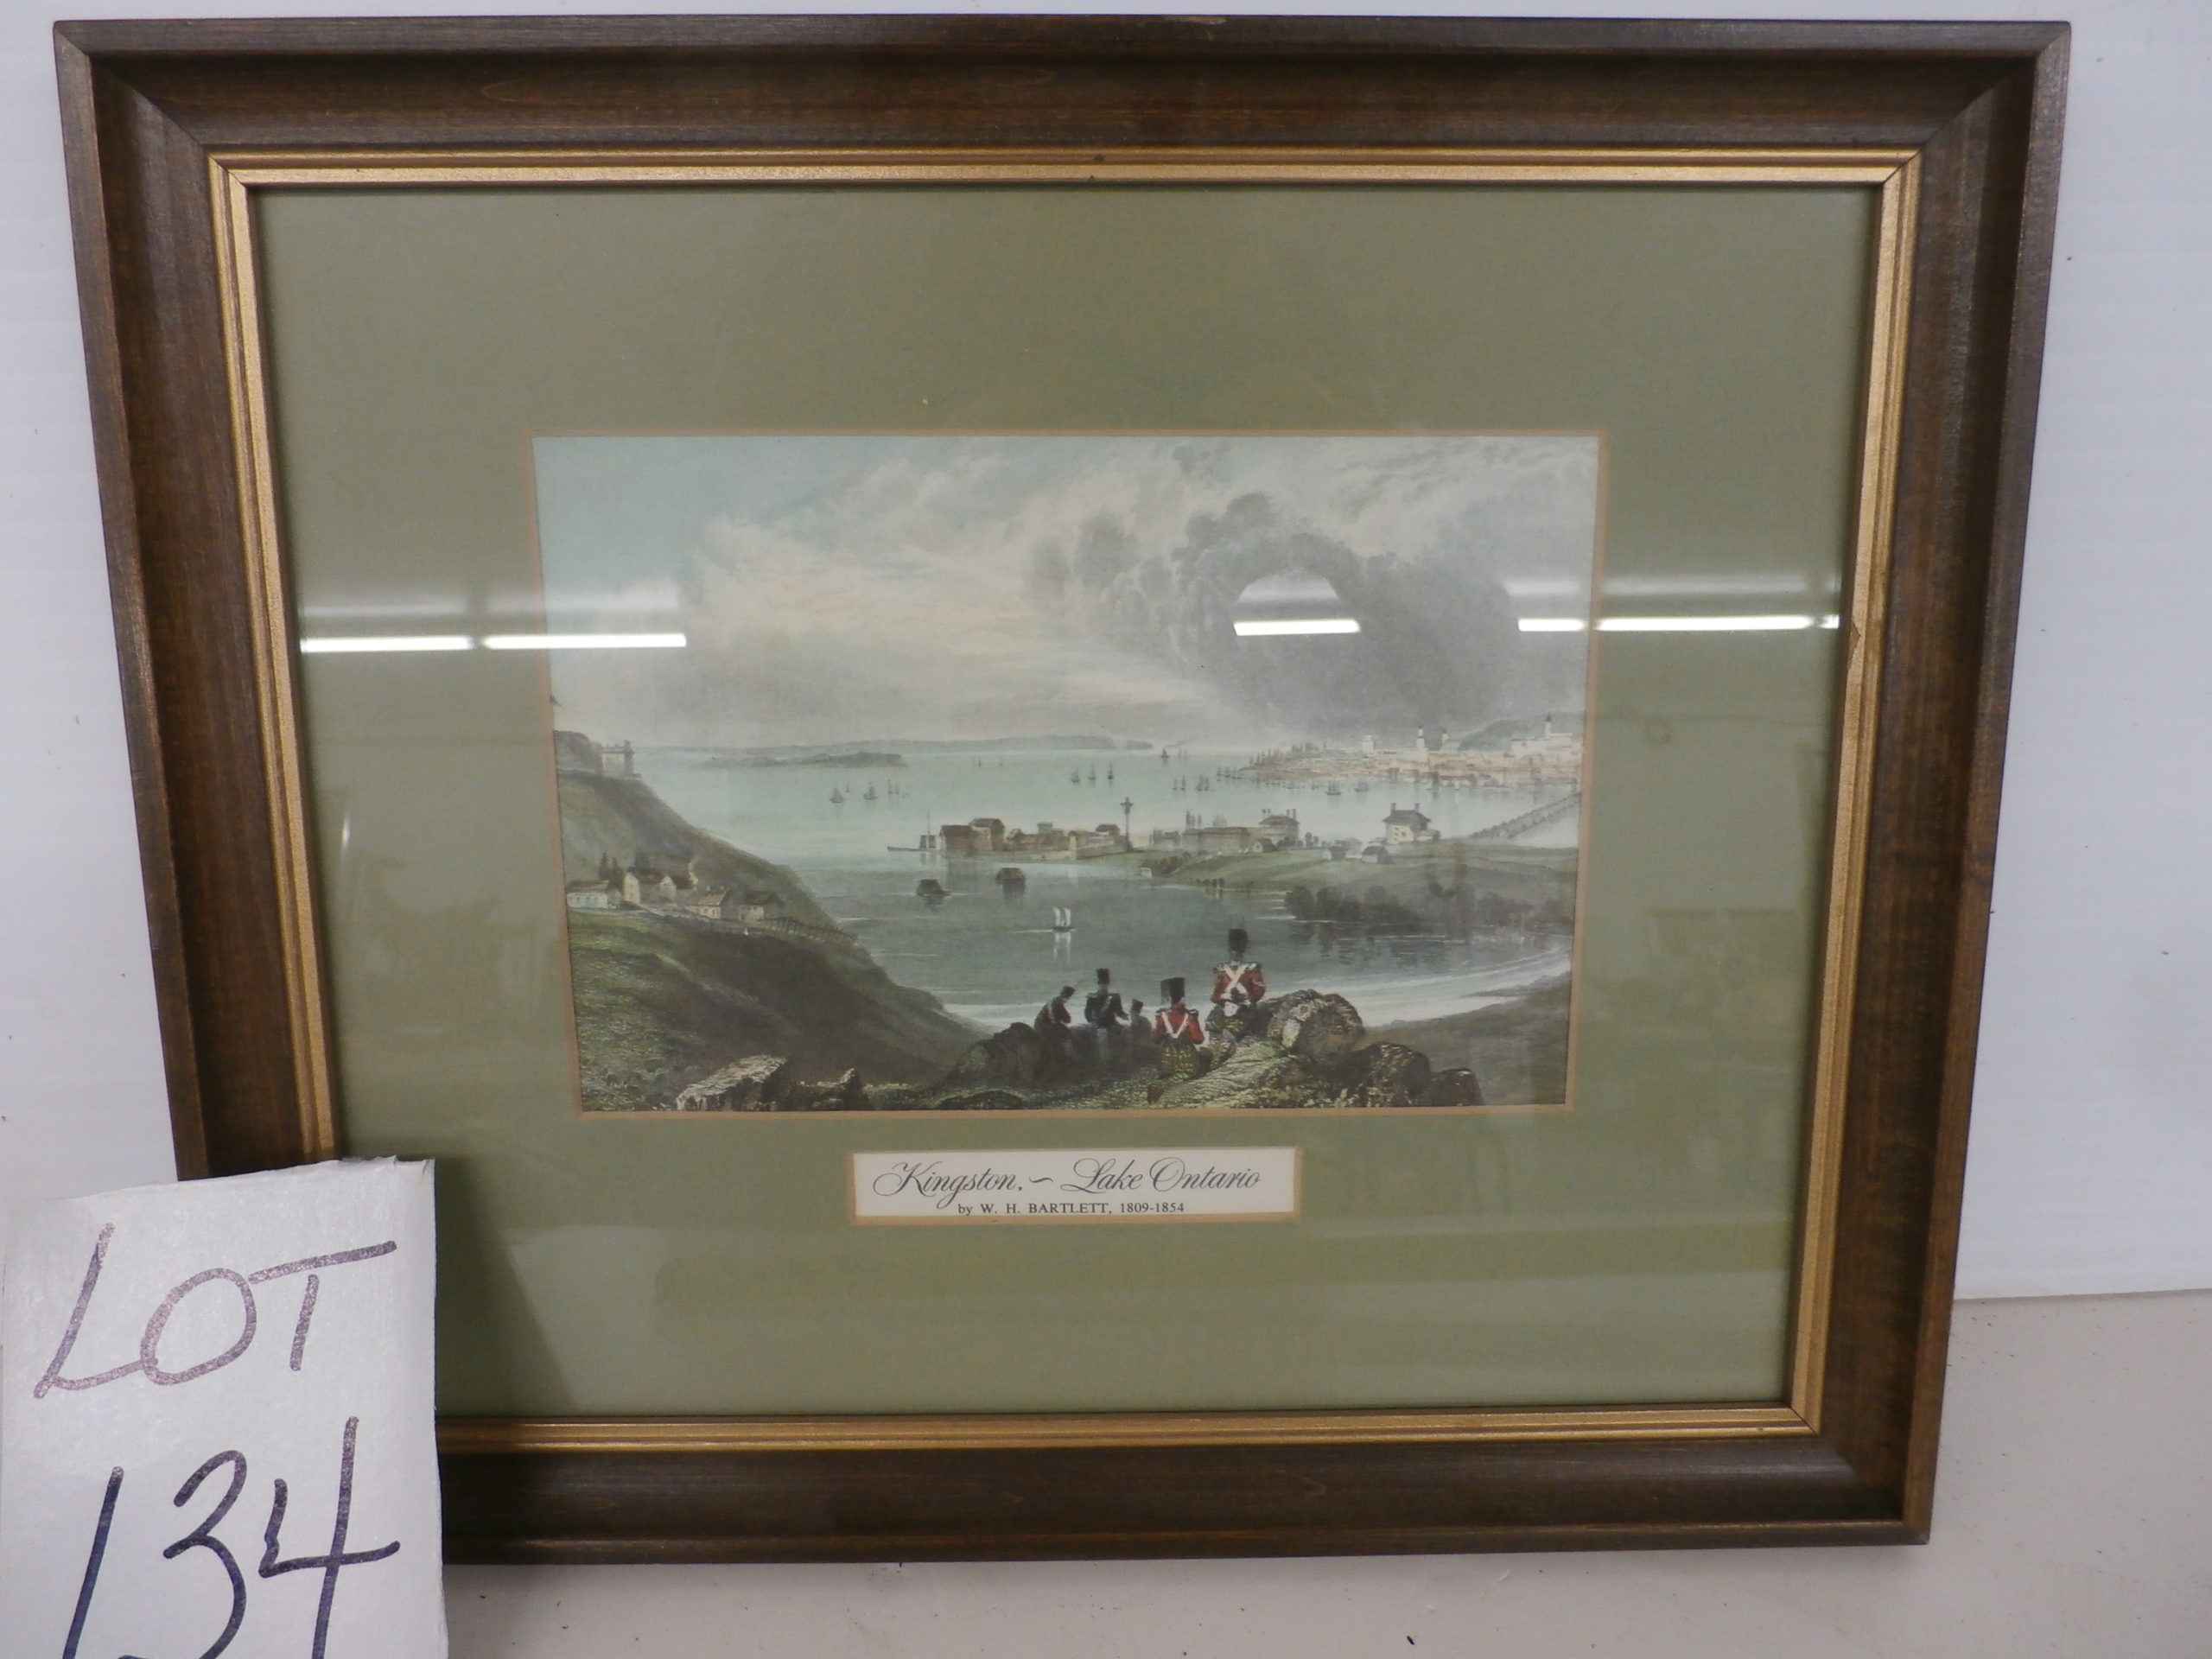 Kingston. ~ Lake Ontario
by W. H. BARTLETT, 1809-1854
LOT
134